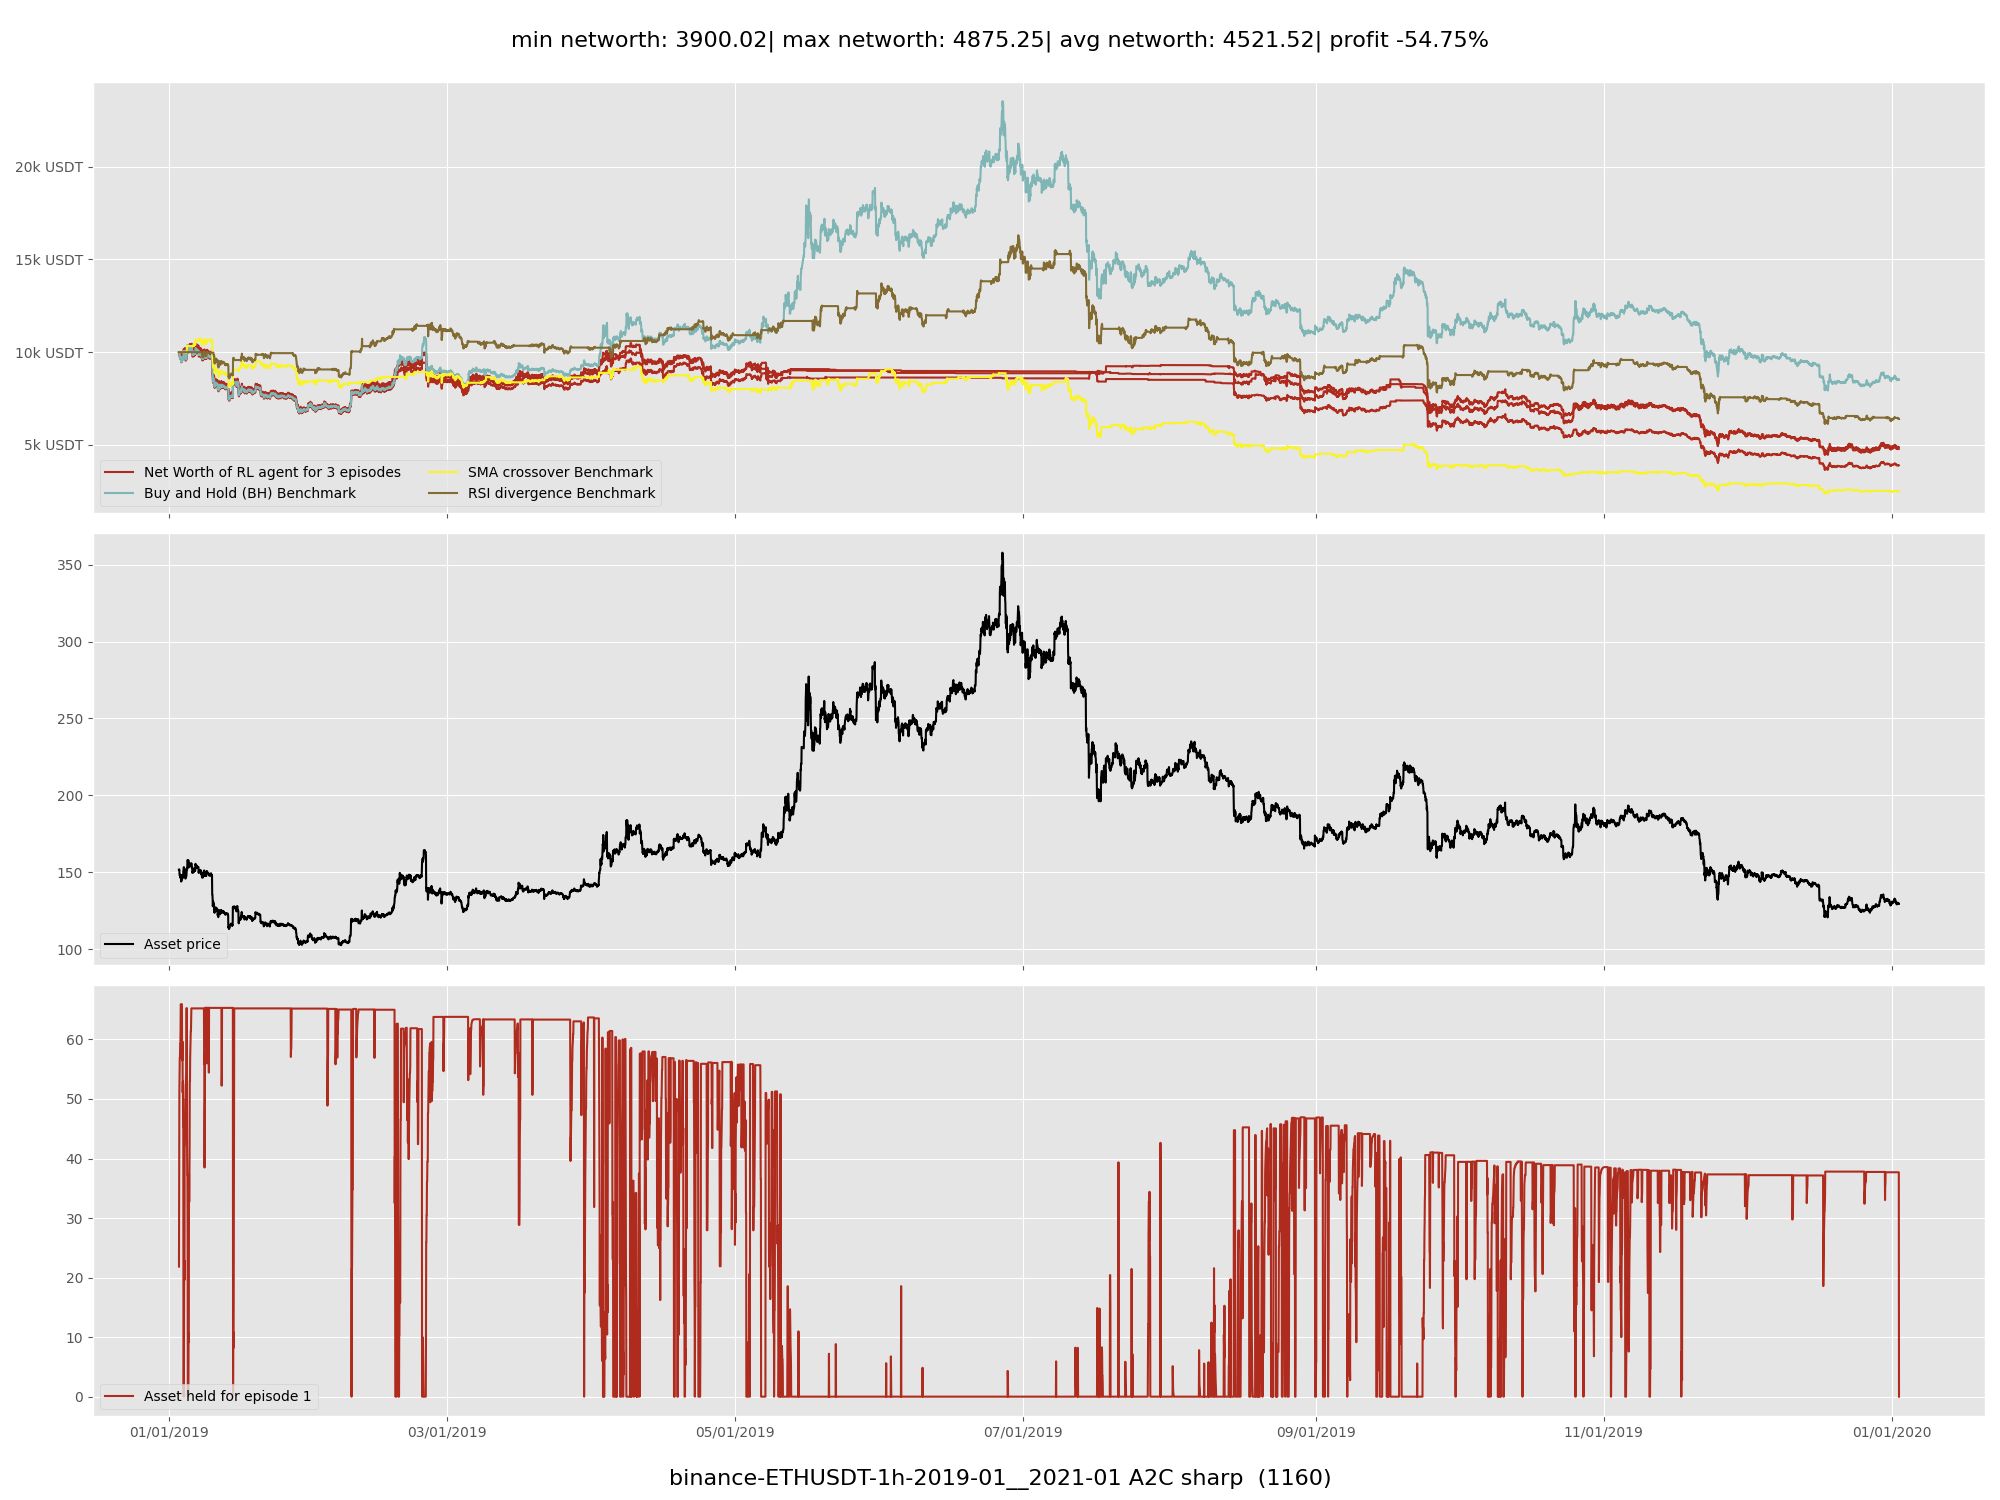 min networth: 3900.02| max networth: 4875.25| avg networth: 4521.52| profit -54.75%
20k USDT
15k USDT
10k USDT
5k USDT
Net Worth of RL agent for 3 episodes
Buy and Hold (BH) Benchmark
SMA crossover Benchmark
RSI divergence Benchmark
350
300
250
200
150
100
Asset price
60
50
40
30
20
10
0
Asset held for episode 1
01/01/2019 03/01/2019 05/01/2019 07/01/2019 09/01/2019 11/01/2019 01/01/2020
binance-ETHUSDT-1h-2019-01__2021-01 A2C sharp (1160)